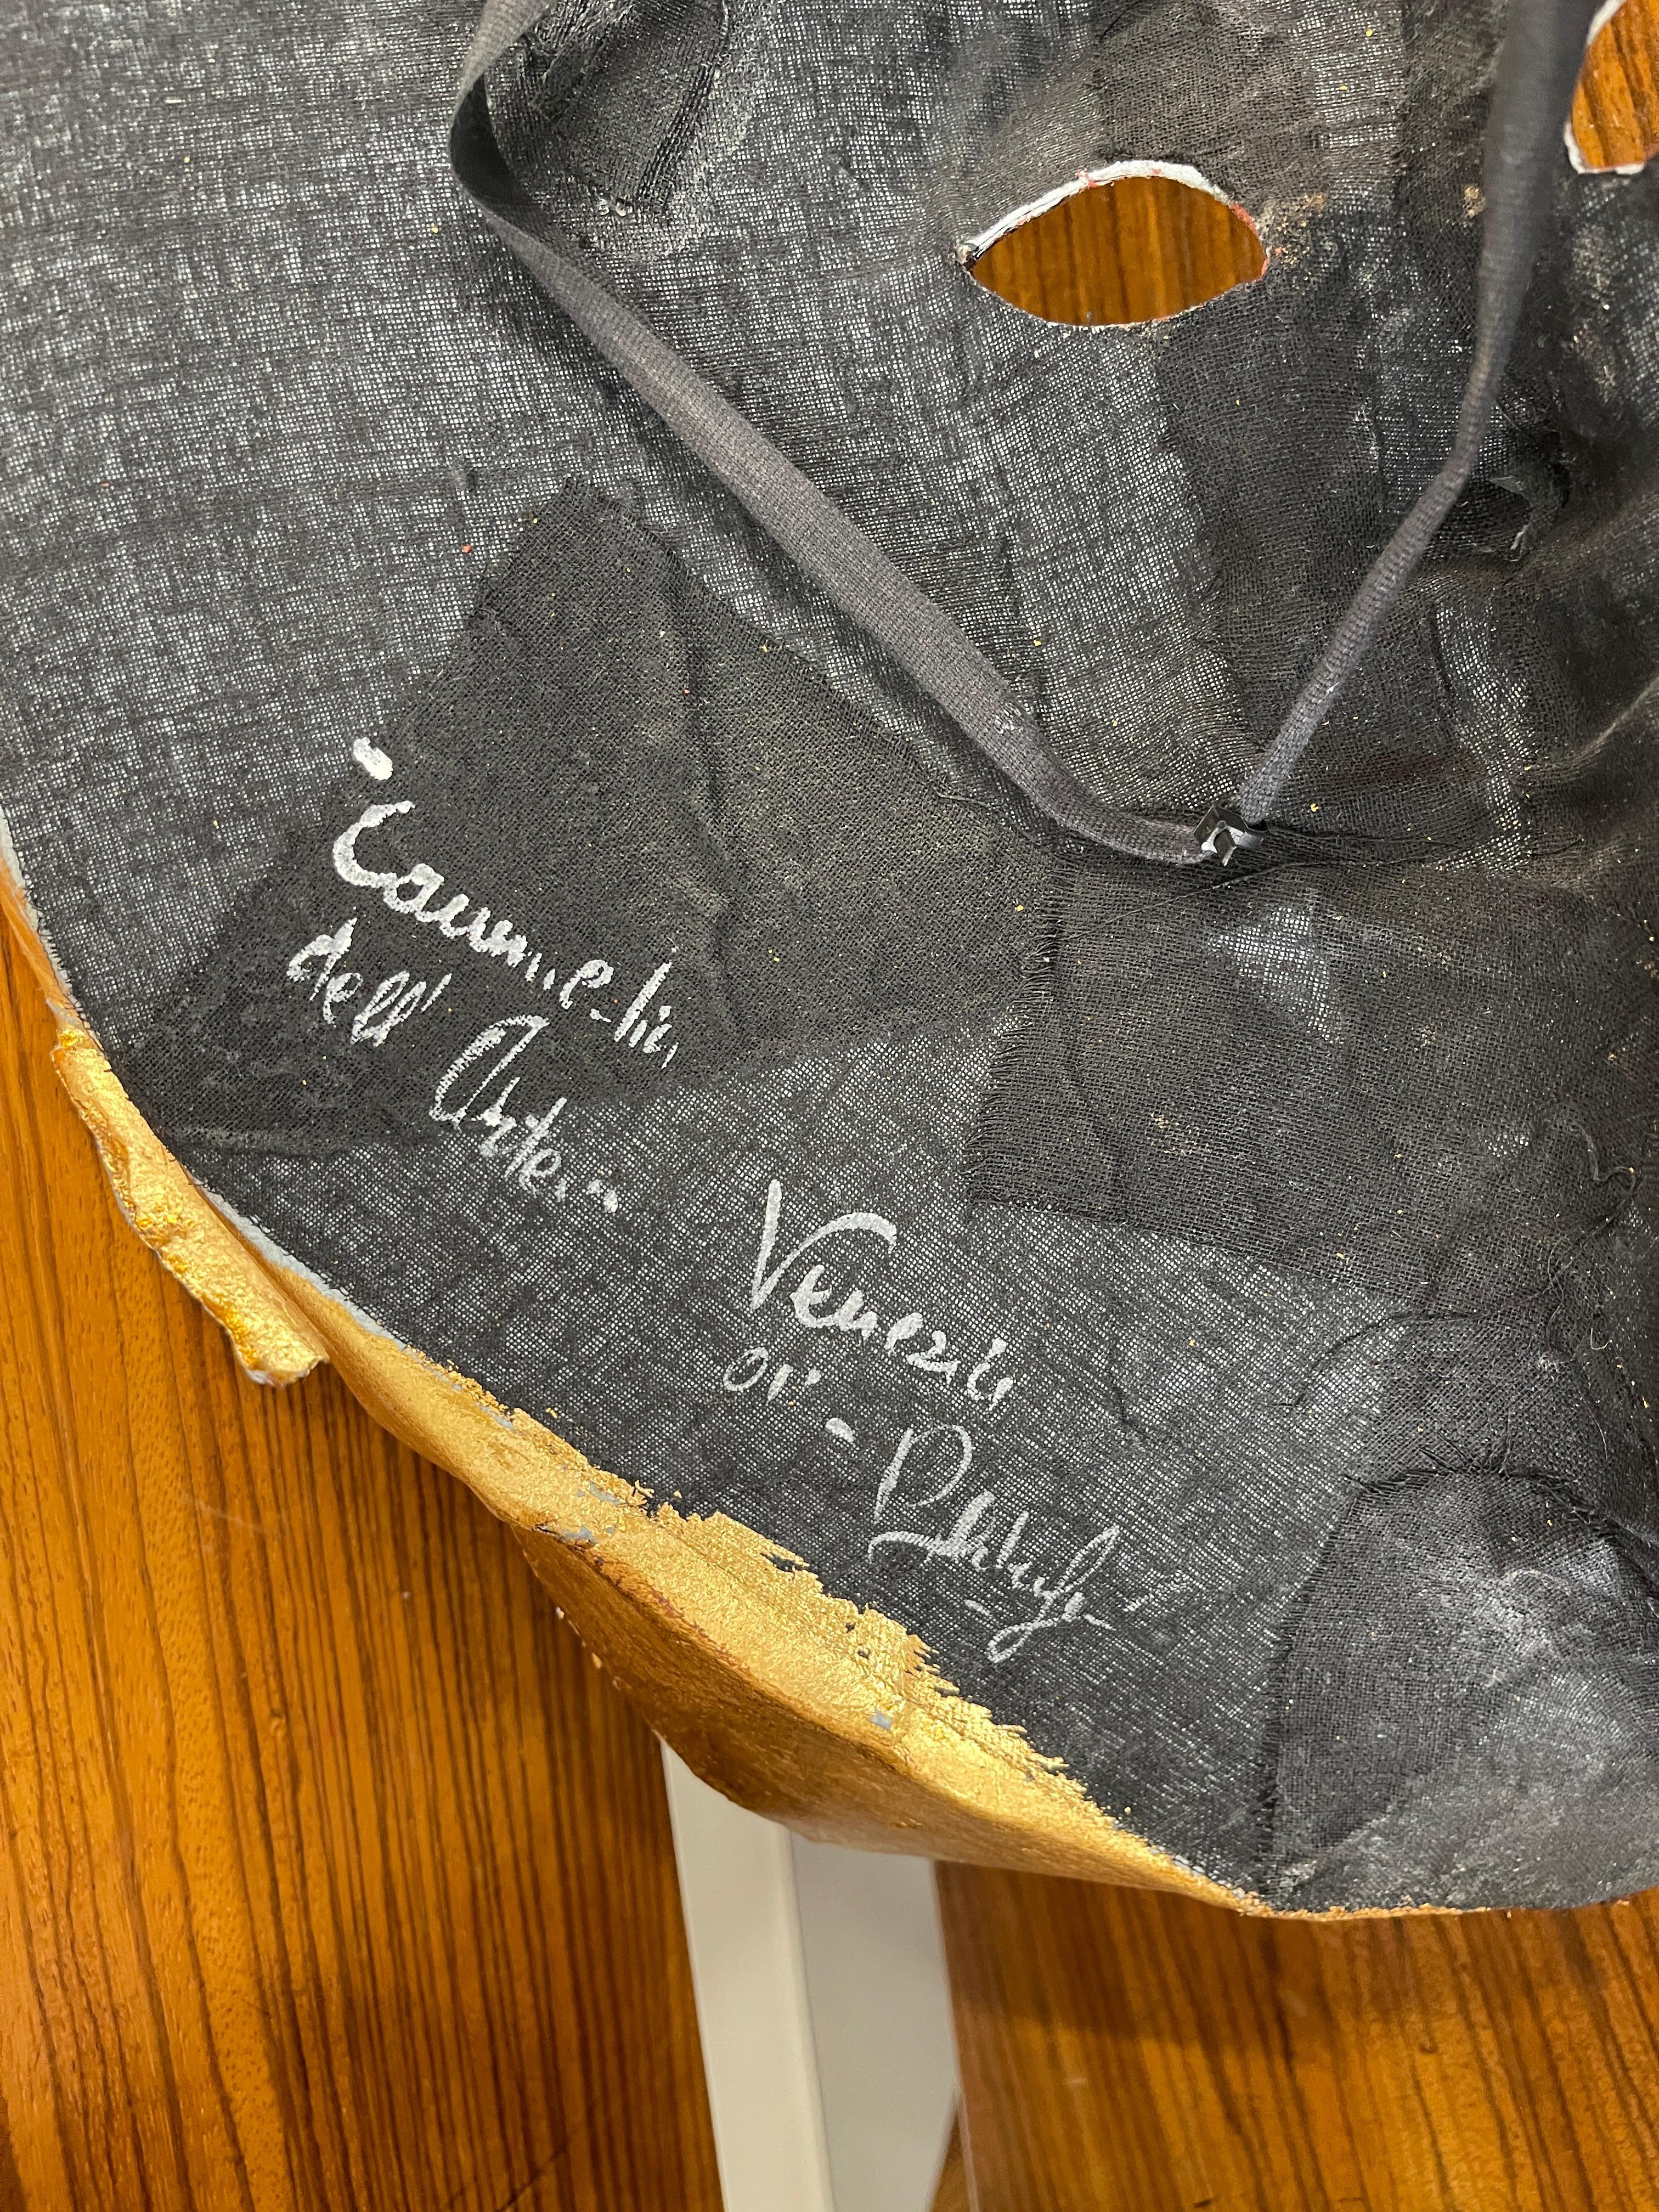 "Commedia
dell'Arte"
Venezia
01' -